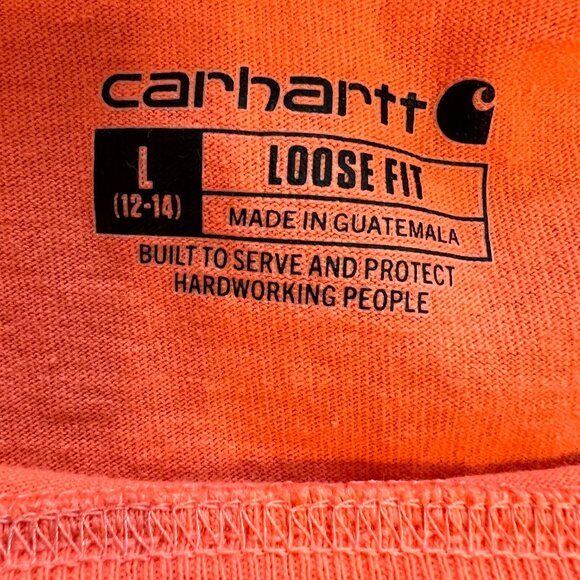 carhartt
L
(12-14)
LOOSE FIT
MADE IN GUATEMALA
BUILT TO SERVE AND PROTECT
HARDWORKING PEOPLE